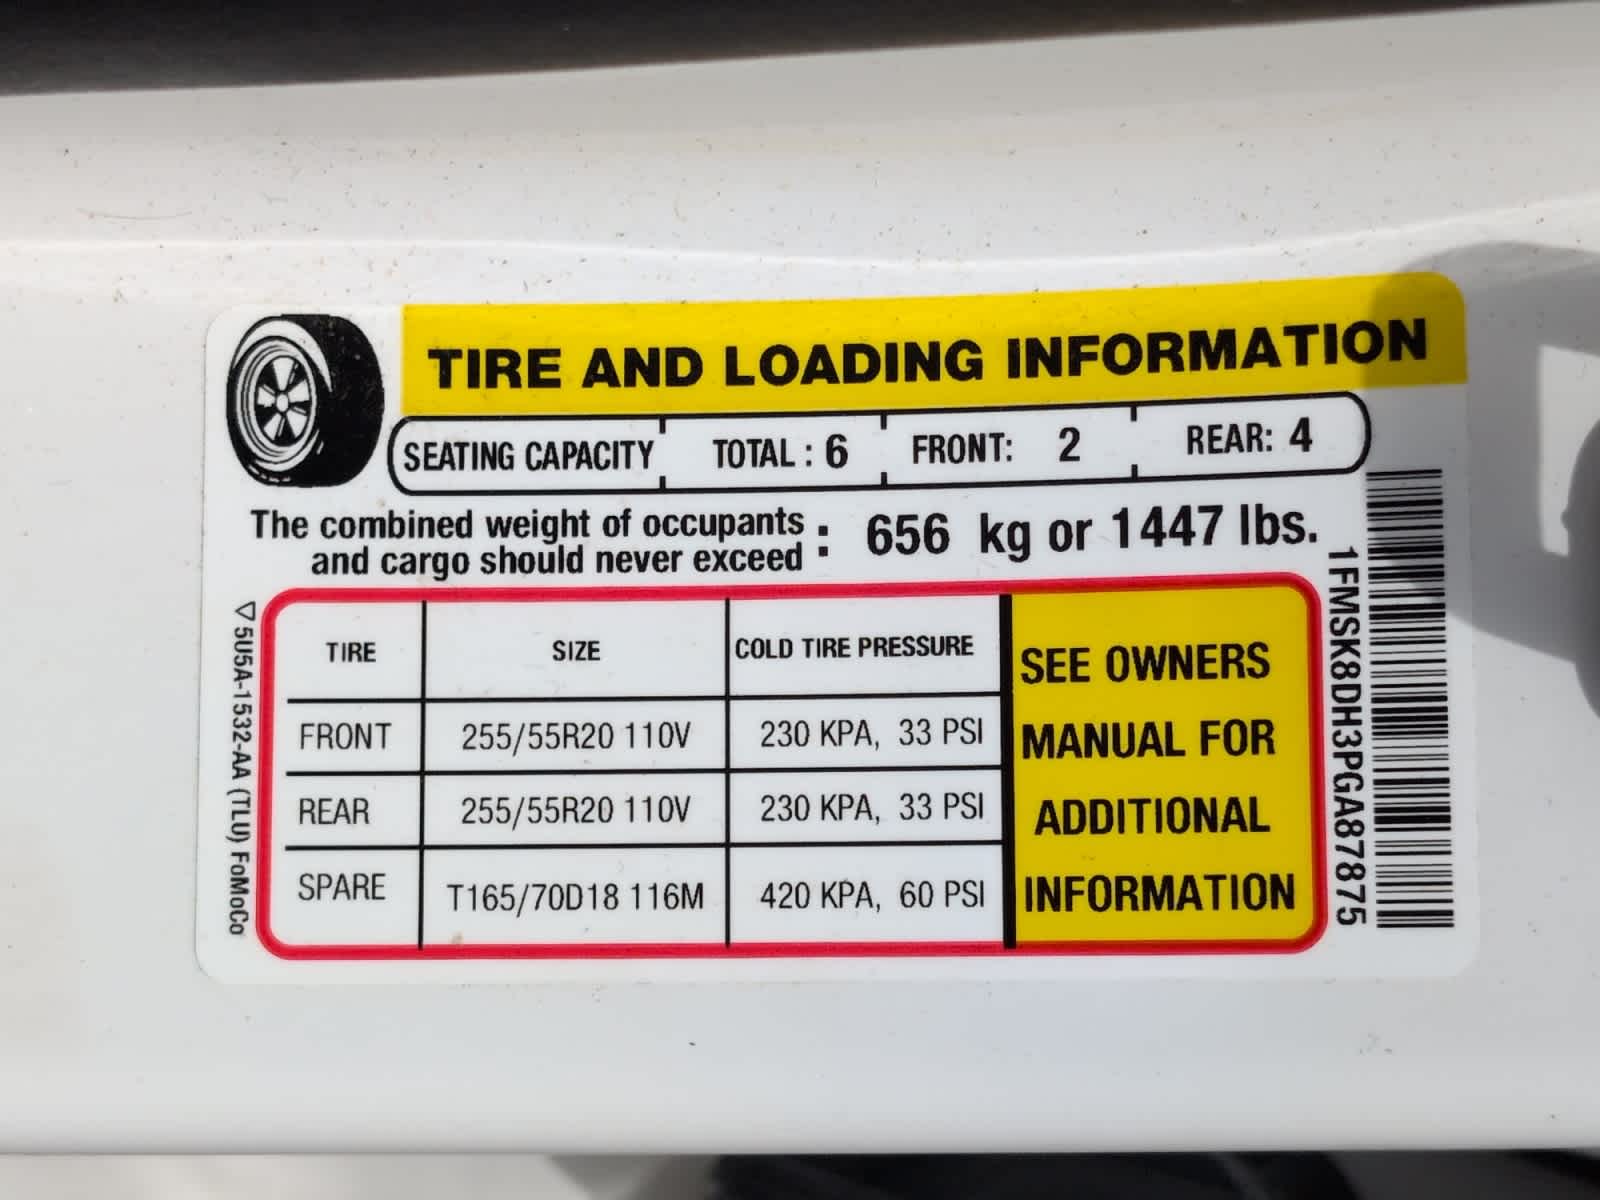 TIRE AND LOADING INFORMATION
SEATING CAPACITY TOTAL : 6 FRONT: 2 REAR: 4
The combined weight of occupants
and cargo should never exceed : 656 kg or 1447 lbs.
TIRE SIZE COLD TIRE PRESSURE
FRONT 255/55R20 110V 230 KPA, 33 PSI
REAR 255/55R20 110V 230 KPA, 33 PSI
SPARE T165/70D18 116M 420 KPA, 60 PSI
SEE OWNERS
MANUAL FOR
ADDITIONAL
INFORMATION
5U5A-1532-AA (TLU) FoMoCo
1FMSK8DH3PGA87875